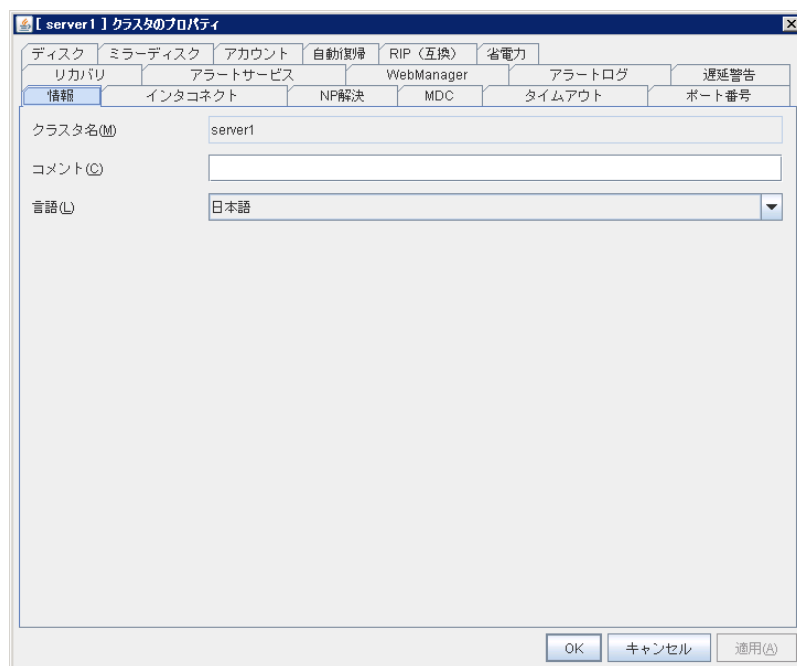 [ server1 ] クラスタのプロパティ
ディスク ミラーディスク アカウント 自動復帰 RIP（互換） 省電力
リカバリ アラートサービス WebManager アラートログ 遅延警告
情報 インタコネクト NP解決 MDC タイムアウト ポート番号
クラスタ名(M) server1
コメント(C)
言語(L) 日本語
OK キャンセル 適用(A)